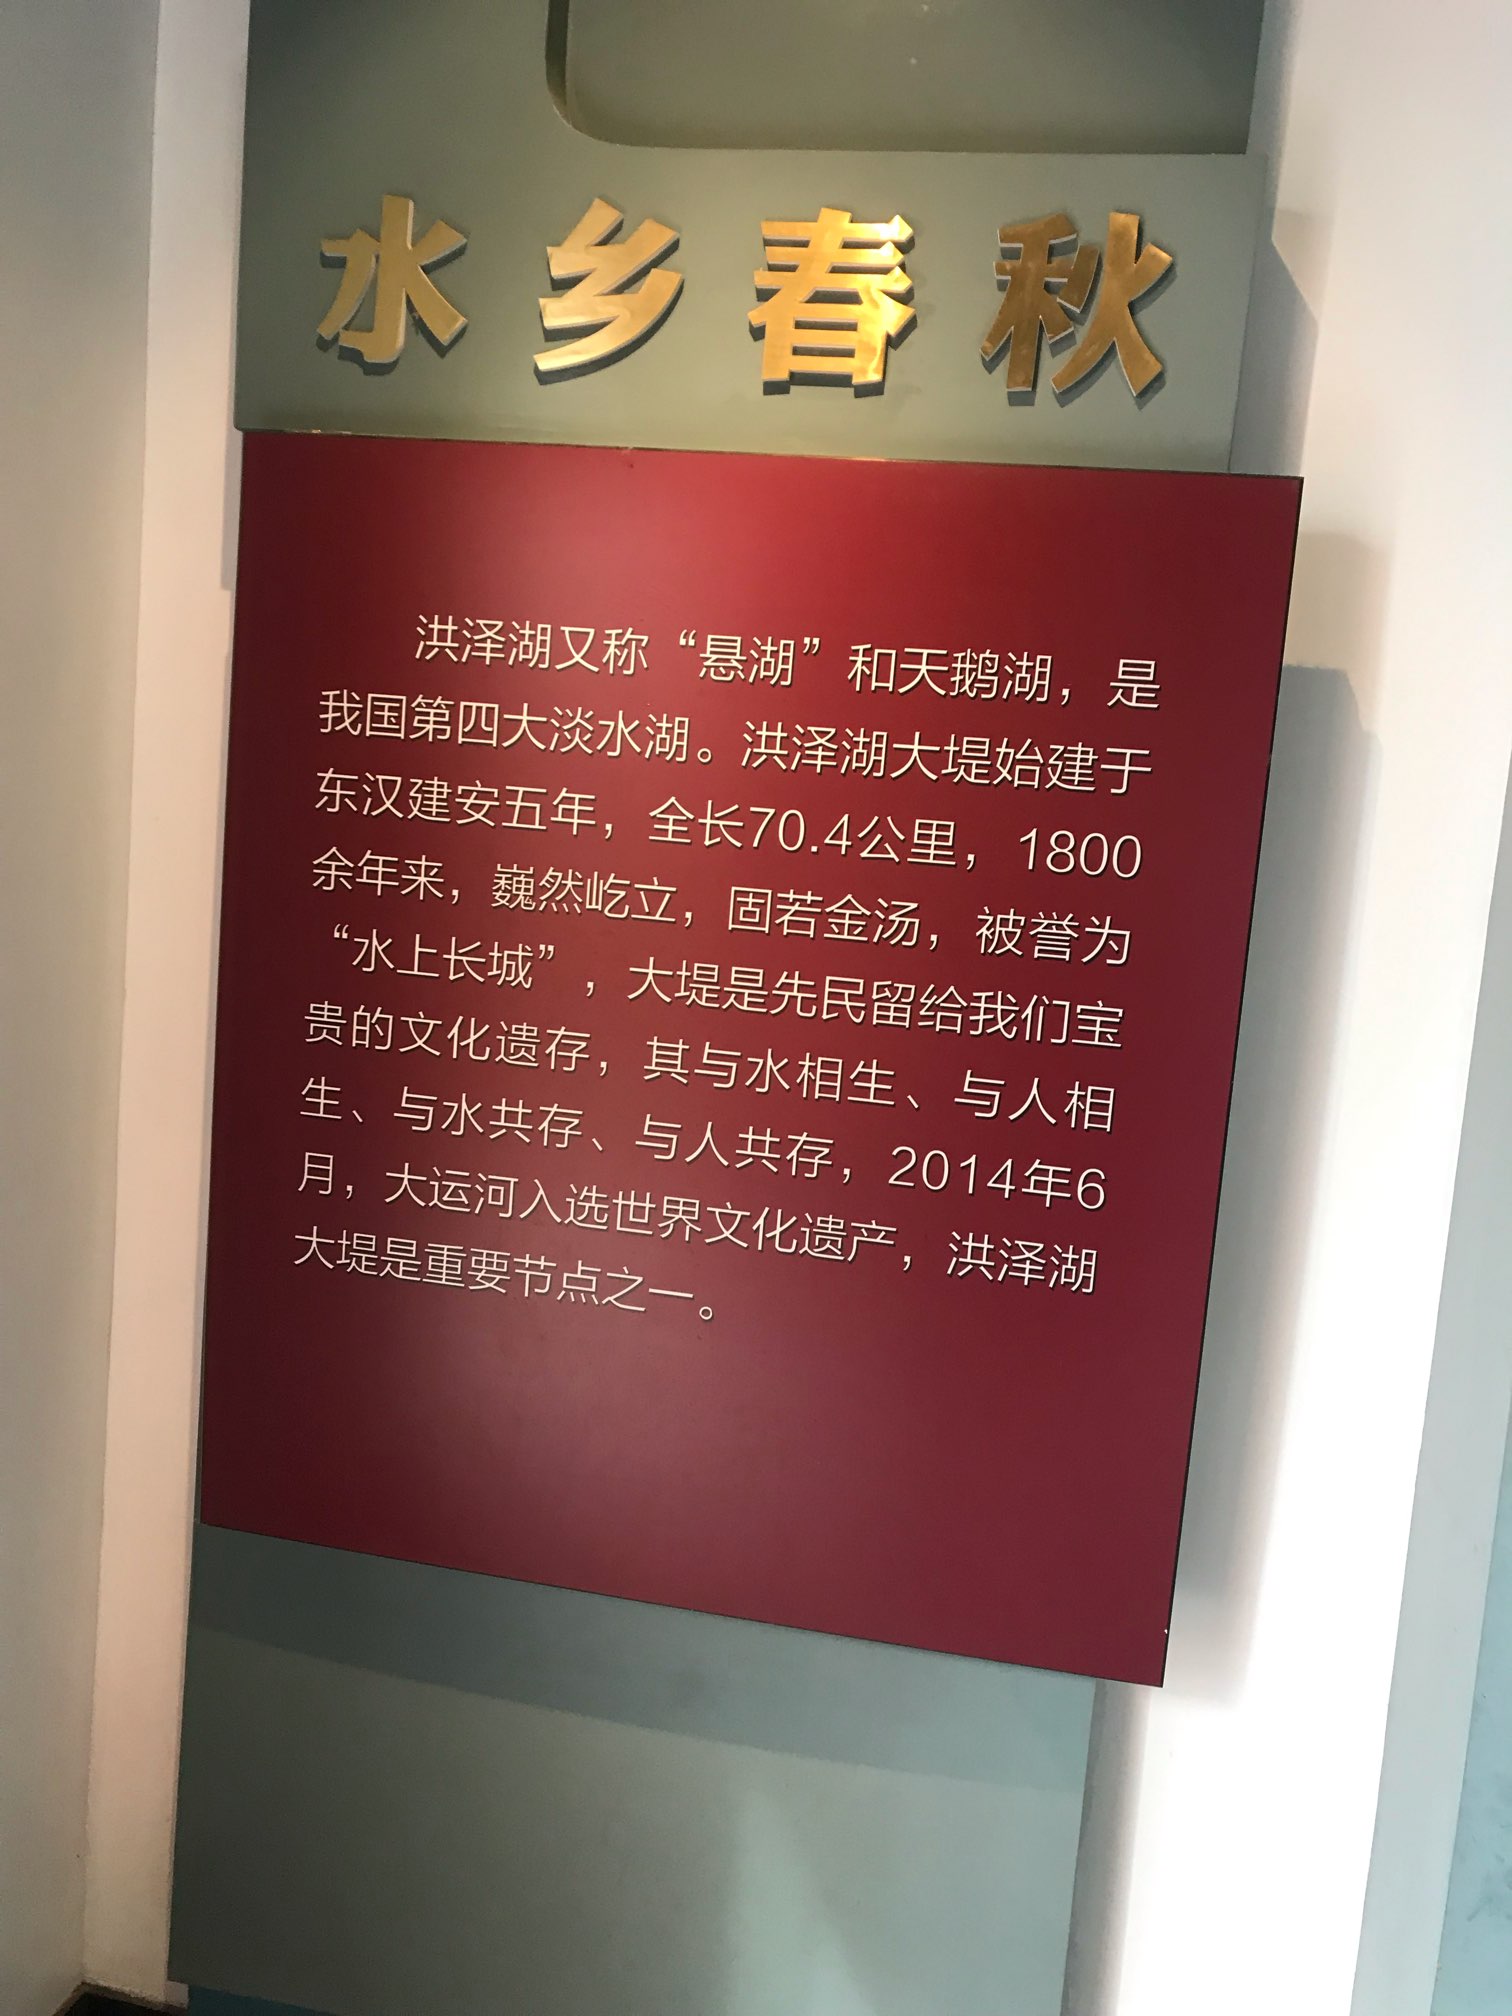 水乡春秋
洪泽湖又称“悬湖”和天鹅湖，是
我国第四大淡水湖。洪泽湖大堤始建于
东汉建安五年，全长70.4公里，1800
余年来，巍然屹立，固若金汤，被誉为
“水上长城”，大堤是先民留给我们宝
贵的文化遗存，其与水相生、与人相
生、与水共存、与人共存，2014年6
月，大运河入选世界文化遗产，洪泽湖
大堤是重要节点之一。